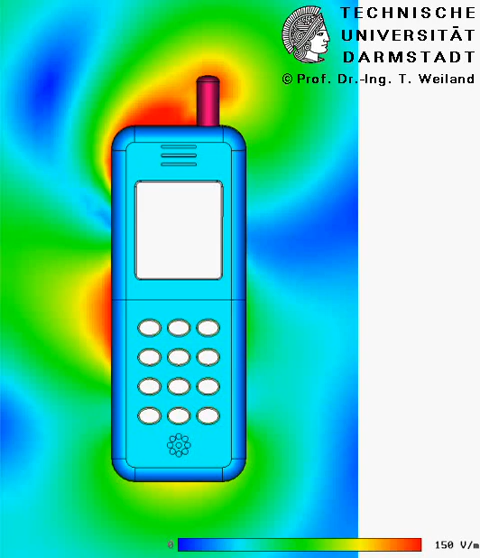 TECHNISCHE
UNIVERSITÄT
DARMSTADT
© Prof. Dr.-Ing. T. Weiland
0 150 V/m